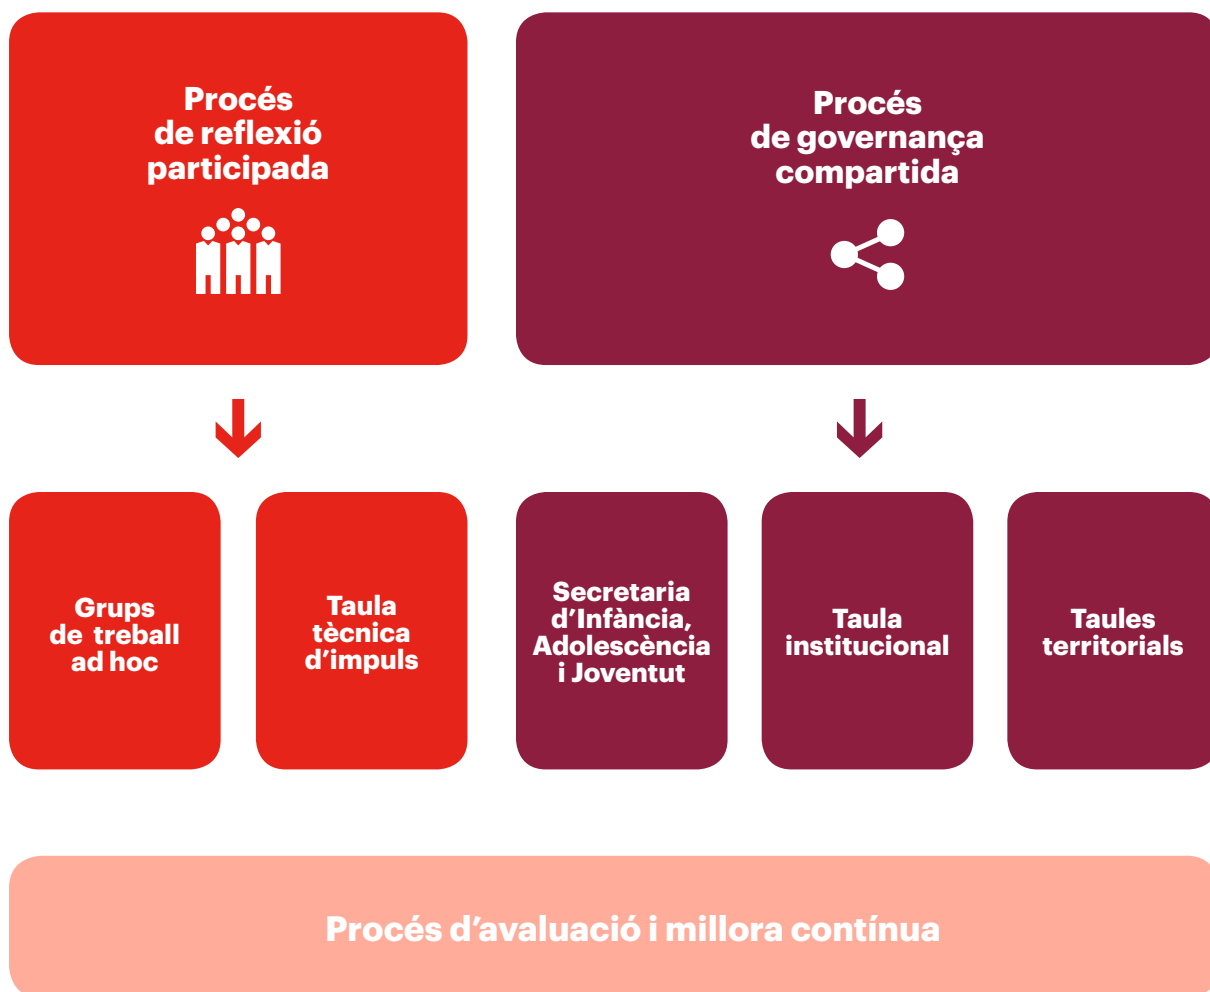 Procés
de reflexió
participada
Procés
de governança
compartida
Grups
de treball
ad hoc
Taula
tècnica
d'impuls
Secretaria
d'Infància,
Adolescència
i Joventut
Taula
institucional
Taules
territorials
Procés d'avaluació i millora contínua